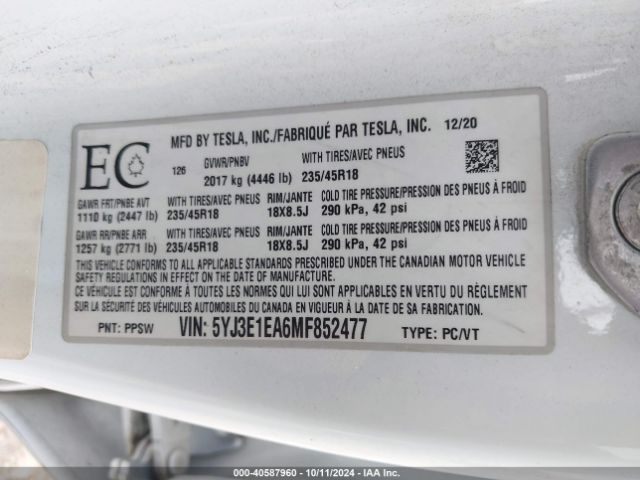 EC
MFD BY TESLA, INC./FABRIQUÉ PAR TESLA, INC. 12/20
126 GVWR/PNBV WITH TIRES/AVEC PNEUS
2017 kg (4446 lb) 235/45R18
GAWR FRT/PNBE AVT WITH TIRES/AVEC PNEUS RIM/JANTE COLD TIRE PRESSURE/PRESSION DES PNEUS À FROID
1110 kg (2447 lb) 235/45R18 18X8.5J 290 kPa, 42 psi
GAWR RR/PNBE ARR WITH TIRES/AVEC PNEUS RIM/JANTE COLD TIRE PRESSURE/PRESSION DES PNEUS À FROID
1257 kg (2771 lb) 235/45R18 18X8.5J 290 kPa, 42 psi
THIS VEHICLE CONFORMS TO ALL APPLICABLE STANDARDS PRESCRIBED UNDER THE CANADIAN MOTOR VEHICLE
SAFETY REGULATIONS IN EFFECT ON THE DATE OF MANUFACTURE.
CE VÉHICULE EST CONFORME À TOUTES LES NORMES QUI LUI SONT APPLICABLES EN VERTU DU RÈGLEMENT
SUR LA SÉCURITÉ DES VÉHICULES AUTOMOBILES DU CANADA EN VIGUEUR À LA DATE DE SA FABRICATION.
PNT: PPSW VIN: 5YJ3E1EA6MF852477 TYPE: PC/VT
000-40587960 - 10/11/2024 - IAA Inc.